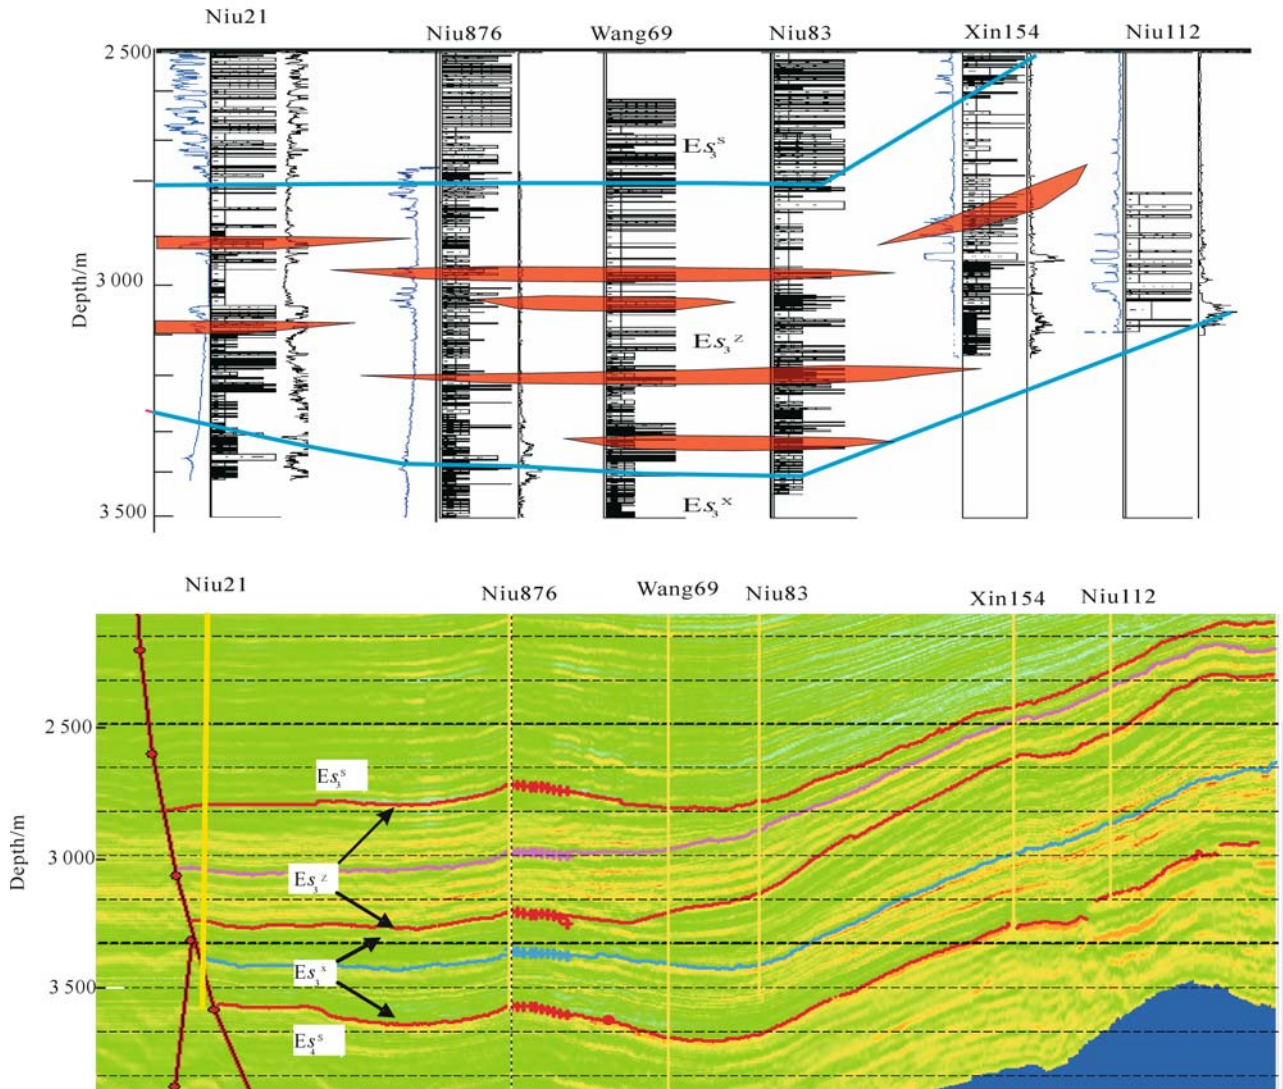 Niu21
Niu876 Wang69 Niu83 Xin154 Niu112
2 500
Es₃ˢ
Depth/m
3 000
Es₃ᶻ
Es₃ˣ
3 500
Niu21 Niu876 Wang69 Niu83 Xin154 Niu112
2 500
Es₃ˢ
Depth/m
3 000
Es₃ᶻ
Es₃ˣ
3 500
Es₄ˢ